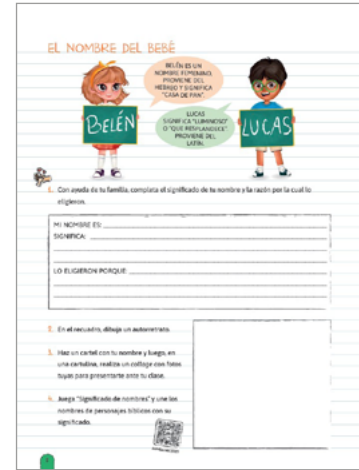 EL NOMBRE DEL BEBÉ
BELÉN ES UN
NOMBRE FEMENINO,
PROVIENE DEL
HEBREO Y SIGNIFICA
"CASA DE PAN".
BELÉN
LUCAS
SIGNIFICA "LUMINOSO"
O "QUE RESPLANDECE"
PROVIENE DEL
LATÍN.
LUCAS
1. Con ayuda de tu familia, completa el significado de tu nombre y la razón por la cual lo
eligieron.
MI NOMBRE ES:
SIGNIFICA:
LO ELIGIERON PORQUE:
2. En el recuadro, dibuja un autorretrato.
3. Haz un cartel con tu nombre y luego, en
una cartulina, realiza un collage con fotos
tuyas para presentarte ante tu clase.
4. Juega "Significado de nombres" y une los
nombres de personajes bíblicos con su
significado.